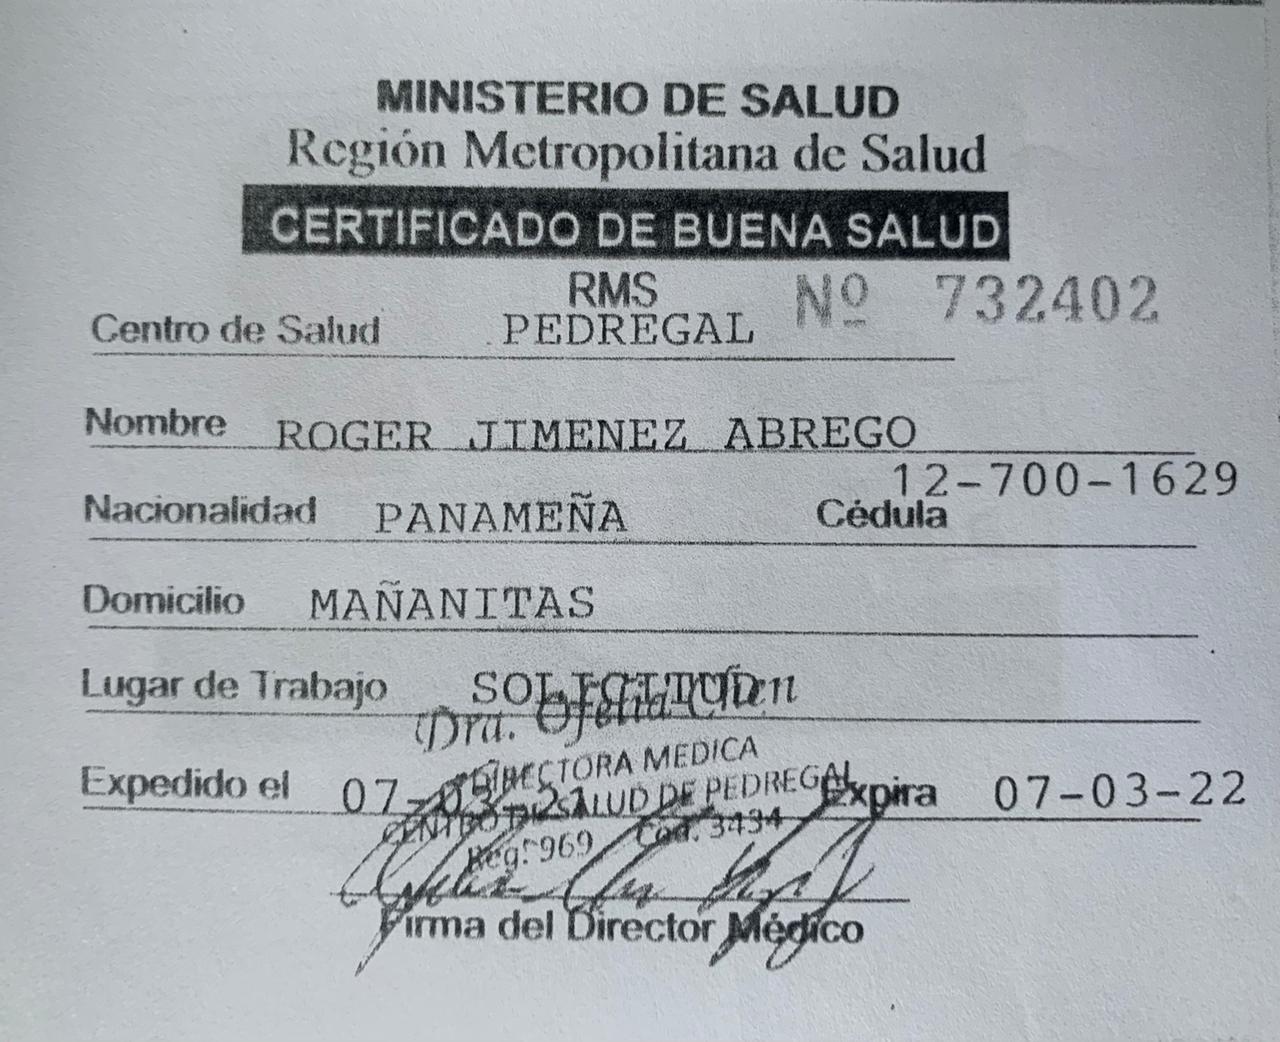 MINISTERIO DE SALUD
Región Metropolitana de Salud
CERTIFICADO DE BUENA SALUD
RMS
Nº 732402
Centro de Salud PEDREGAL
Nombre ROGER JIMENEZ ABREGO
12-700-1629
Nacionalidad PANAMEÑA Cédula
Domicilio MAÑANITAS
Lugar de Trabajo SOLICITUD
Dra. Ofelia Chen
DIRECTORA MEDICA
CENTRO DE SALUD DE PEDREGAL
Expedido el 07-03-21 Expira 07-03-22
Reg. 969 Cod. 3434
Firma del Director Médico